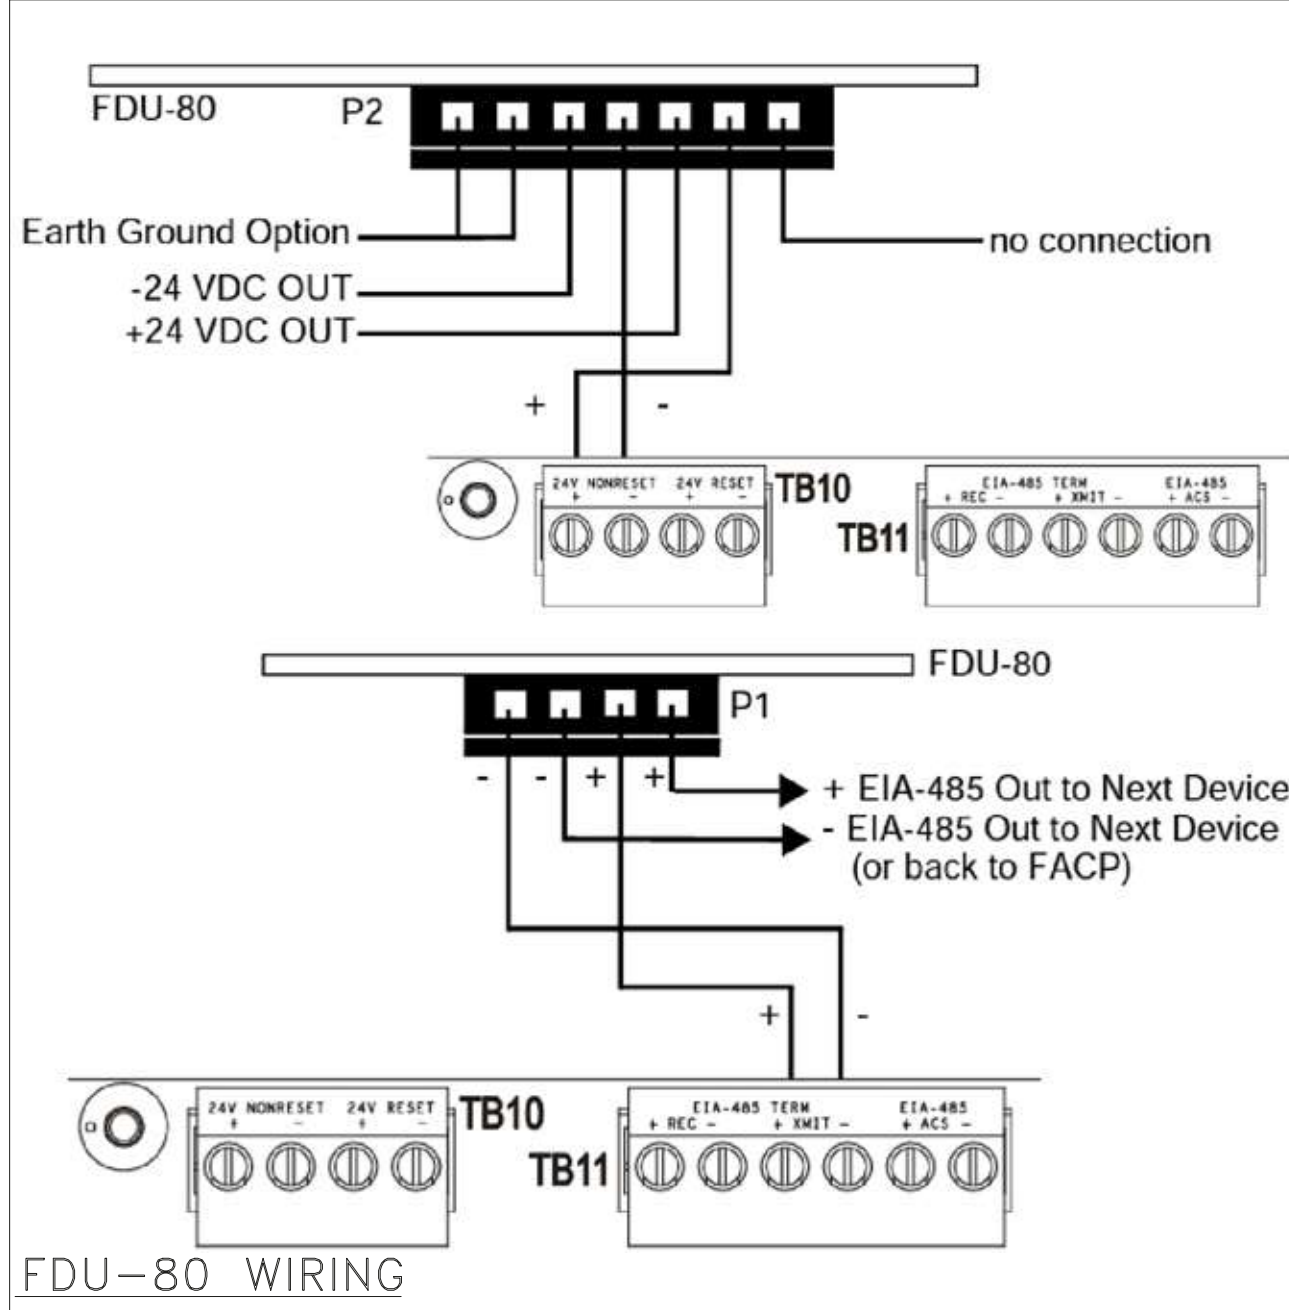 FDU-80 P2
Earth Ground Option
no connection
-24 VDC OUT
+24 VDC OUT
+ -
24V NONRESET 24V RESET
+ - + -
TB10
EIA-485 TERM EIA-485
+ REC - + XMIT - + ACS -
TB11
FDU-80
P1
- - + +
+ EIA-485 Out to Next Device
- EIA-485 Out to Next Device
(or back to FACP)
+ -
24V NONRESET 24V RESET
+ - + -
TB10
EIA-485 TERM EIA-485
+ REC - + XMIT - + ACS -
TB11
FDU-80 WIRING